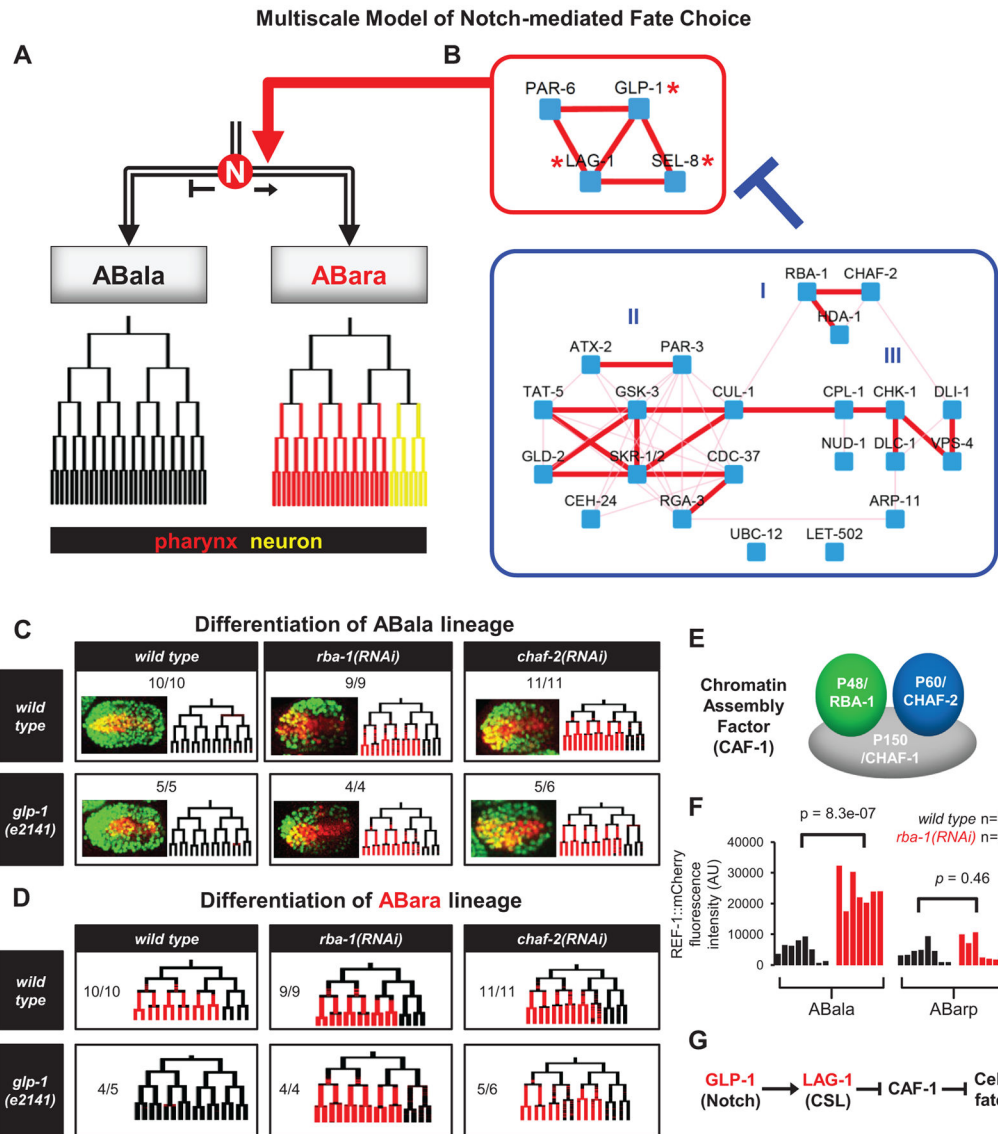 Multiscale Model of Notch-mediated Fate Choice
A
B
N
ABala
ABara
pharynx neuron
PAR-6
GLP-1 *
* LAG-1
SEL-8 *
I
RBA-1
CHAF-2
HDA-1
II
III
ATX-2
PAR-3
TAT-5
GSK-3
CUL-1
CPL-1
CHK-1
DLI-1
GLD-2
SKR-1/2
CDC-37
NUD-1
DLC-1
VPS-4
CEH-24
RGA-3
ARP-11
UBC-12
LET-502
C
Differentiation of ABala lineage
wild type
rba-1(RNAi)
chaf-2(RNAi)
wild
type
10/10
9/9
11/11
glp-1
(e2141)
5/5
4/4
5/6
D
Differentiation of ABara lineage
wild type
rba-1(RNAi)
chaf-2(RNAi)
wild
type
10/10
9/9
11/11
glp-1
(e2141)
4/5
4/4
5/6
E
Chromatin
Assembly
Factor
(CAF-1)
P48/
RBA-1
P60/
CHAF-2
P150
/CHAF-1
F
p = 8.3e-07
wild type n=
rba-1(RNAi) n=
p = 0.46
REF-1::mCherry
fluorescence
intensity (AU)
40000
30000
20000
10000
0
ABala
ABarp
G
GLP-1
(Notch)
LAG-1
(CSL)
CAF-1
Cel
fate